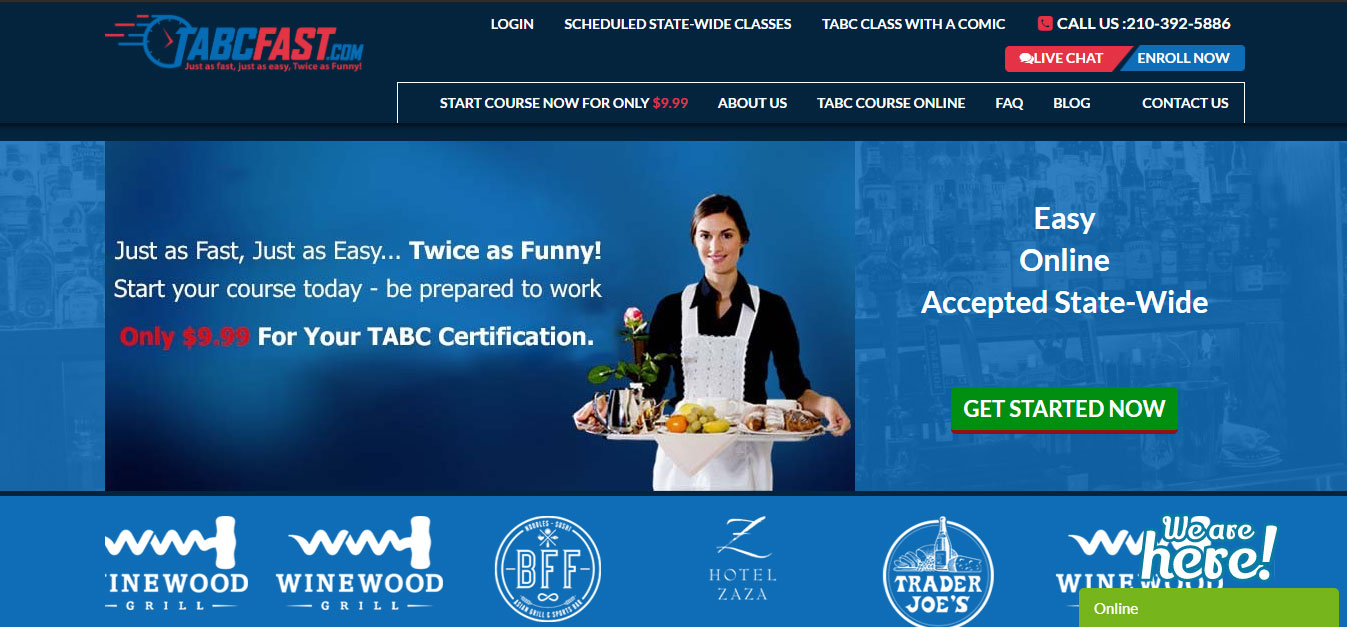 LOGIN
SCHEDULED STATE-WIDE CLASSES
TABC CLASS WITH A COMIC
CALL US :210-392-5886
TABCFAST.COM
Just as fast, just as easy, Twice as Funny!
LIVE CHAT
ENROLL NOW
START COURSE NOW FOR ONLY $9.99
ABOUT US
TABC COURSE ONLINE
FAQ
BLOG
CONTACT US
Just as Fast, Just as Easy... Twice as Funny!
Start your course today - be prepared to work
Only $9.99 For Your TABC Certification.
Easy
Online
Accepted State-Wide
GET STARTED NOW
INEWOOD
GRILL
WINEWOOD
GRILL
NOODLES - SUSHI
BFF
ASIAN GRILL & SPORTS BAR
Z
HOTEL
ZAZA
TRADER
JOE'S
WINEWOOD
We are
here!
Online